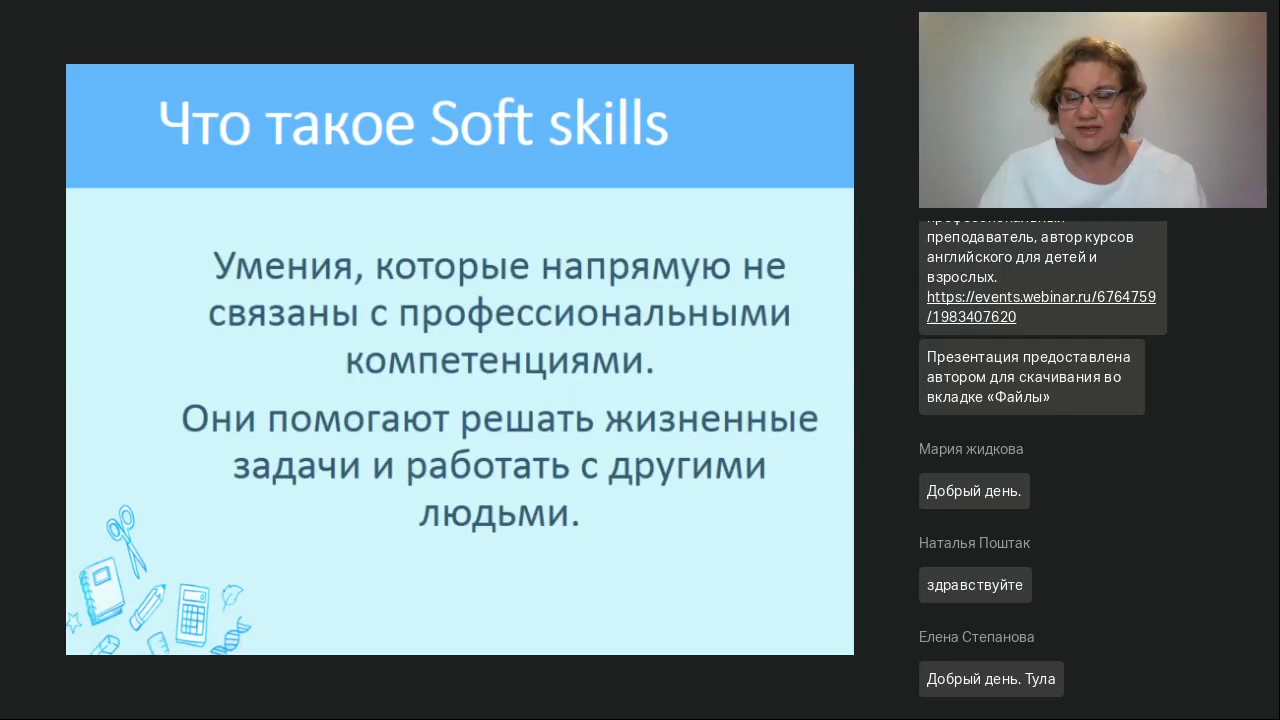 Что такое Soft skills
Умения, которые напрямую не
связаны с профессиональными
компетенциями.
Они помогают решать жизненные
задачи и работать с другими
людьми.
преподаватель, автор курсов
английского для детей и
взрослых.
https://events.webinar.ru/6764759
/1983407620
Презентация предоставлена
автором для скачивания во
вкладке «Файлы»
Мария жидкова
Добрый день.
Наталья Поштак
здравствуйте
Елена Степанова
Добрый день. Тула